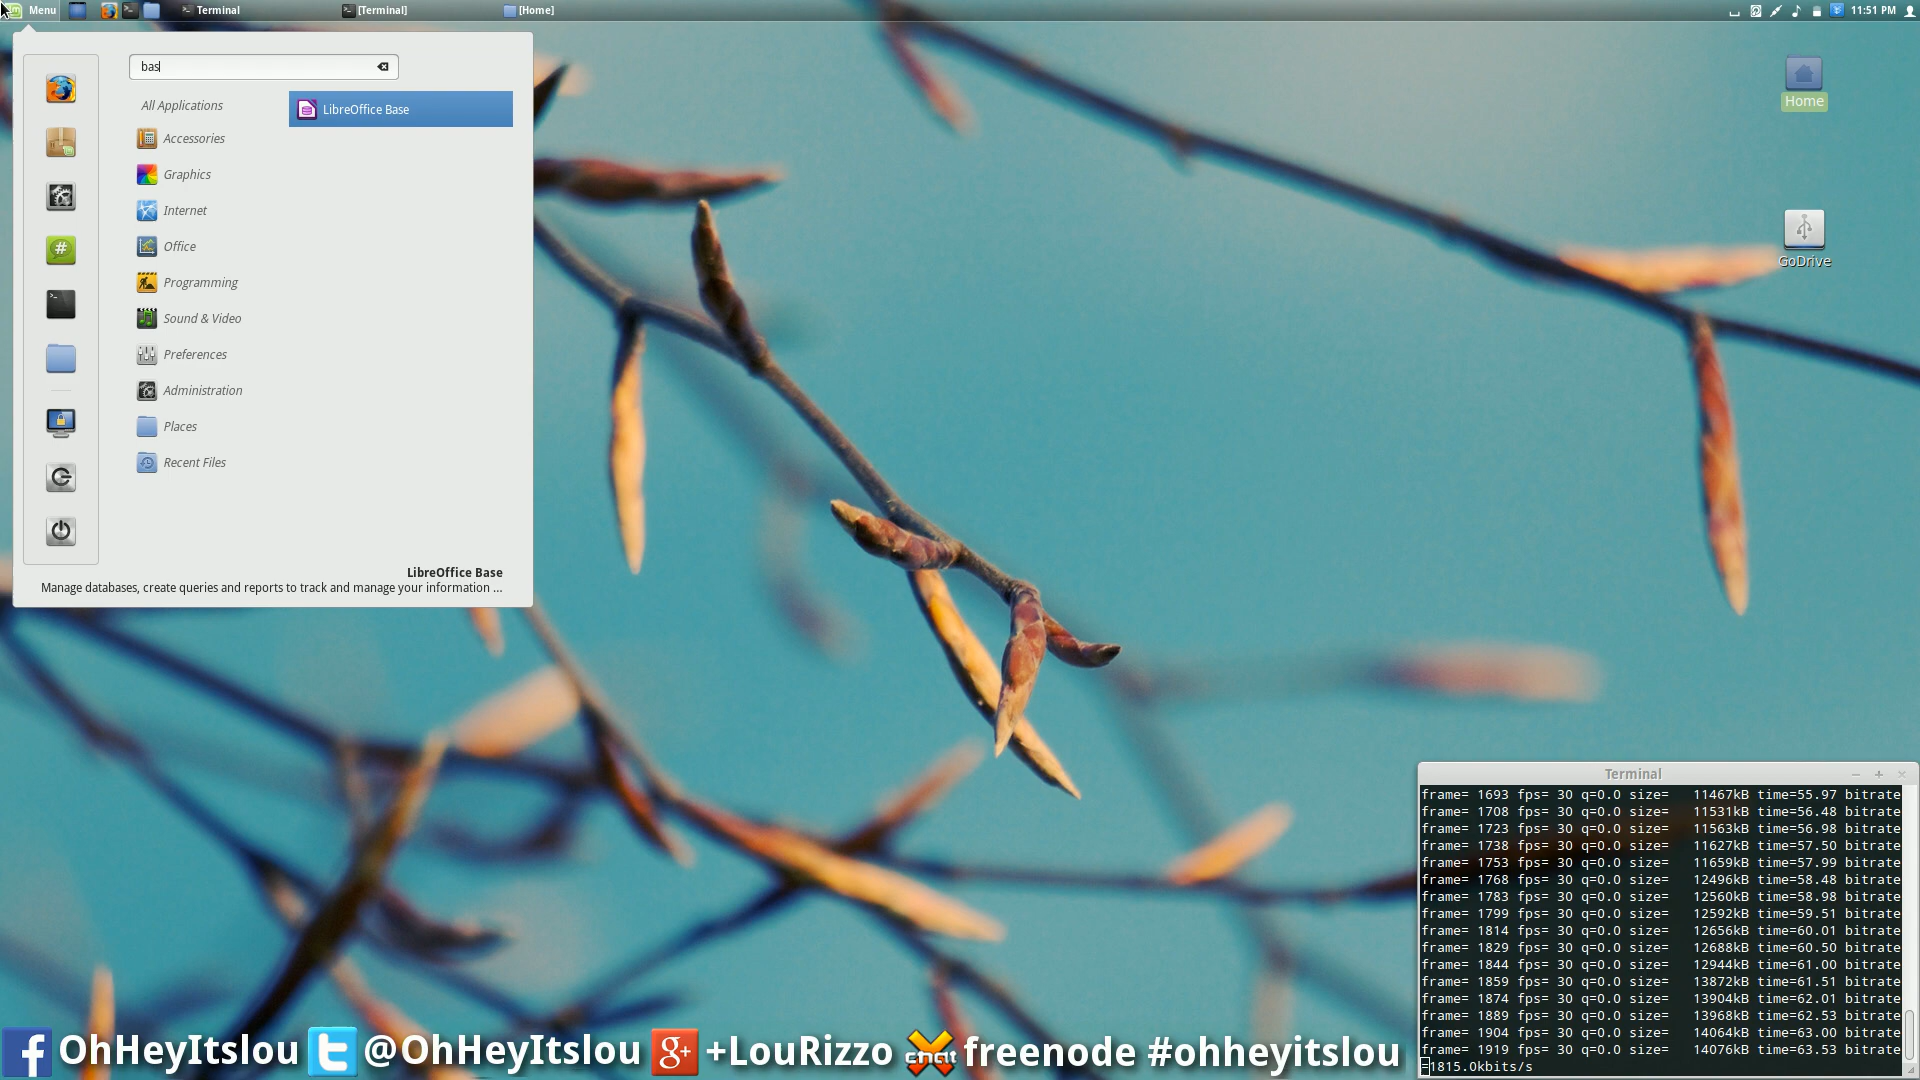 Menu
Terminal
[Terminal]
[Home]
11:51 PM
bas
All Applications
LibreOffice Base
Accessories
Graphics
Internet
Office
Programming
Sound & Video
Preferences
Administration
Places
Recent Files
LibreOffice Base
Manage databases, create queries and reports to track and manage your information ...
Home
GoDrive
Terminal
frame= 1693 fps= 30 q=0.0 size=   11467kB time=55.97 bitrate
frame= 1708 fps= 30 q=0.0 size=   11531kB time=56.48 bitrate
frame= 1723 fps= 30 q=0.0 size=   11563kB time=56.98 bitrate
frame= 1738 fps= 30 q=0.0 size=   11627kB time=57.50 bitrate
frame= 1753 fps= 30 q=0.0 size=   11659kB time=57.99 bitrate
frame= 1768 fps= 30 q=0.0 size=   12496kB time=58.48 bitrate
frame= 1783 fps= 30 q=0.0 size=   12560kB time=58.98 bitrate
frame= 1799 fps= 30 q=0.0 size=   12592kB time=59.51 bitrate
frame= 1814 fps= 30 q=0.0 size=   12656kB time=60.01 bitrate
frame= 1829 fps= 30 q=0.0 size=   12688kB time=60.50 bitrate
frame= 1844 fps= 30 q=0.0 size=   12944kB time=61.00 bitrate
frame= 1859 fps= 30 q=0.0 size=   13872kB time=61.51 bitrate
frame= 1874 fps= 30 q=0.0 size=   13904kB time=62.01 bitrate
frame= 1889 fps= 30 q=0.0 size=   13968kB time=62.53 bitrate
frame= 1904 fps= 30 q=0.0 size=   14064kB time=63.00 bitrate
frame= 1919 fps= 30 q=0.0 size=   14076kB time=63.53 bitrate
=1815.0kbits/s
f OhHeyItslou t @OhHeyItslou g+ +LouRizzo chat freenode #ohheyitslou